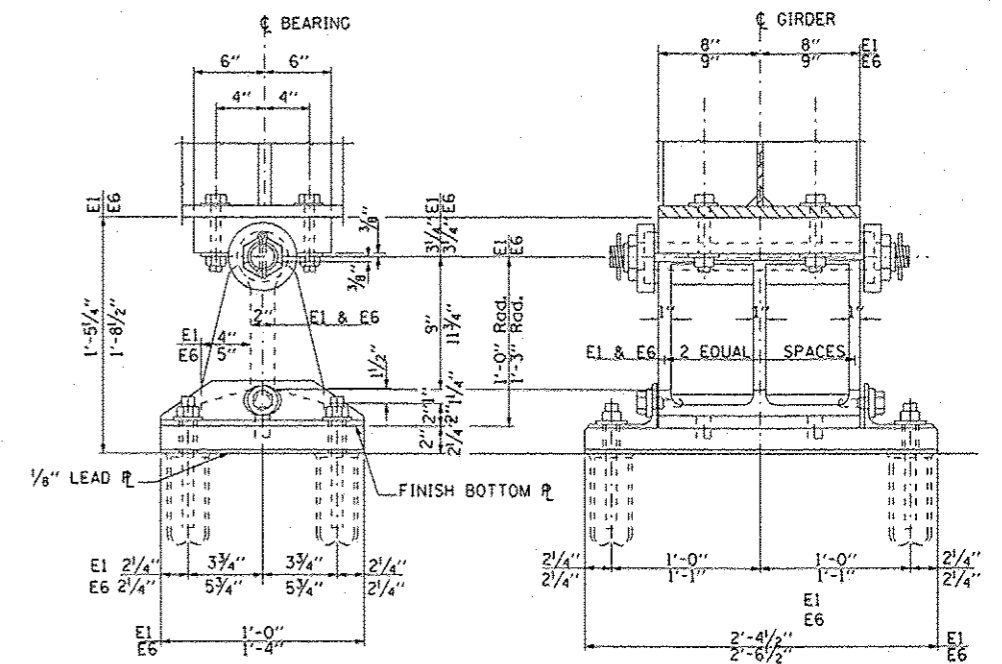 ℄ BEARING
℄ GIRDER
6" 6"
8" 8" E1
9" 9" E6
4" 4"
E1
E6
3/8"
3/8"
3 1/4" E1
3 1/4" E6
E1
E6
1'-5 1/4"
1'-8 1/2"
2" E1 & E6
9"
11 3/4"
1'-0" Rad.
1'-3" Rad.
1" 1" 1"
E1 4"
E6 5"
E1 & E6 2 EQUAL SPACES
1 1/2"
2" 1"
2" 1 1/4"
2"
2 1/4"
1/8" LEAD ℙL
FINISH BOTTOM ℙL
E1 2 1/4" 3 3/4" 3 3/4" 2 1/4"
E6 2 1/4" 5 3/4" 5 3/4" 2 1/4"
2 1/4" 1'-0" 1'-0" 2 1/4"
2 1/4" 1'-1" 1'-1" 2 1/4"
E1
E6
E1 1'-0"
E6 1'-4"
2'-4 1/2" E1
2'-6 1/2" E6